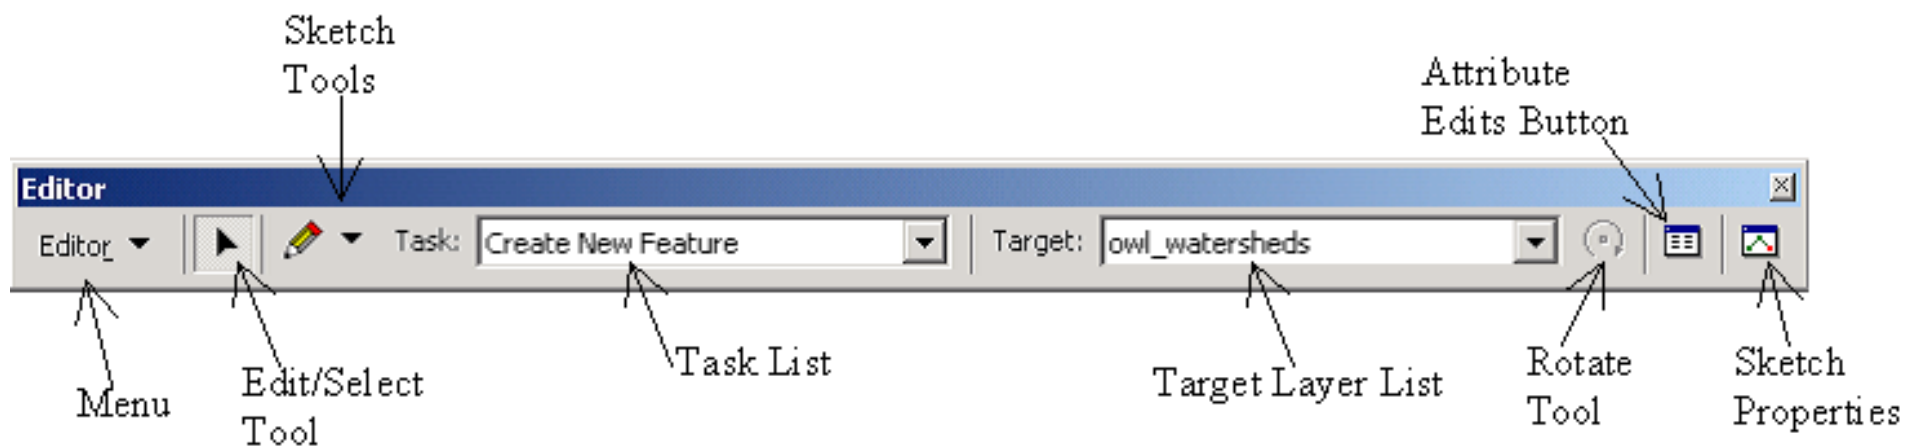 Sketch
Tools
Attribute
Edits Button
Editor
Editor
Task:
Create New Feature
Target:
owl_watersheds
Menu
Edit/Select
Tool
Task List
Target Layer List
Rotate
Tool
Sketch
Properties